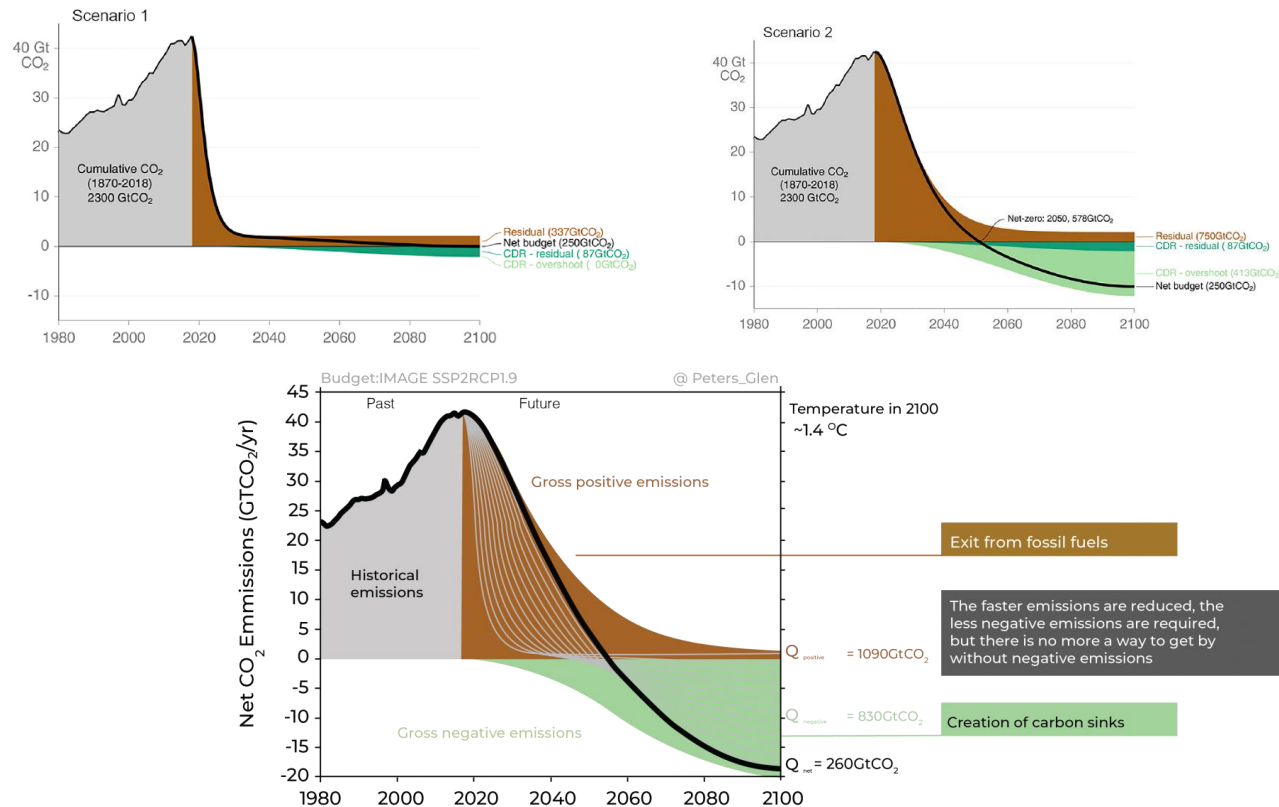 Scenario 1
40 Gt
CO2
30
20
10
0
-10
Cumulative CO2
(1870-2018)
2300 GtCO2
Residual (337GtCO2)
Net budget (250GtCO2)
CDR - residual ( 87GtCO2)
CDR - overshoot (  0GtCO2)
1980 2000 2020 2040 2060 2080 2100
Scenario 2
40 Gt
CO2
30
20
10
0
-10
Cumulative CO2
(1870-2018)
2300 GtCO2
Net-zero: 2050, 578GtCO2
Residual (750GtCO2)
CDR - residual ( 87GtCO2)
CDR - overshoot (413GtCO2)
Net budget (250GtCO2)
1980 2000 2020 2040 2060 2080 2100
Budget:IMAGE SSP2RCP1.9 @ Peters_Glen
Net CO2 Emmissions (GTCO2/yr)
45
40
35
30
25
20
15
10
5
0
-5
-10
-15
-20
Past Future
Temperature in 2100
~1.4 °C
Gross positive emissions
Historical
emissions
Gross negative emissions
Q positive = 1090GtCO2
Q negative = 830GtCO2
Q net = 260GtCO2
1980 2000 2020 2040 2060 2080 2100
Exit from fossil fuels
The faster emissions are reduced, the
less negative emissions are required,
but there is no more a way to get by
without negative emissions
Creation of carbon sinks